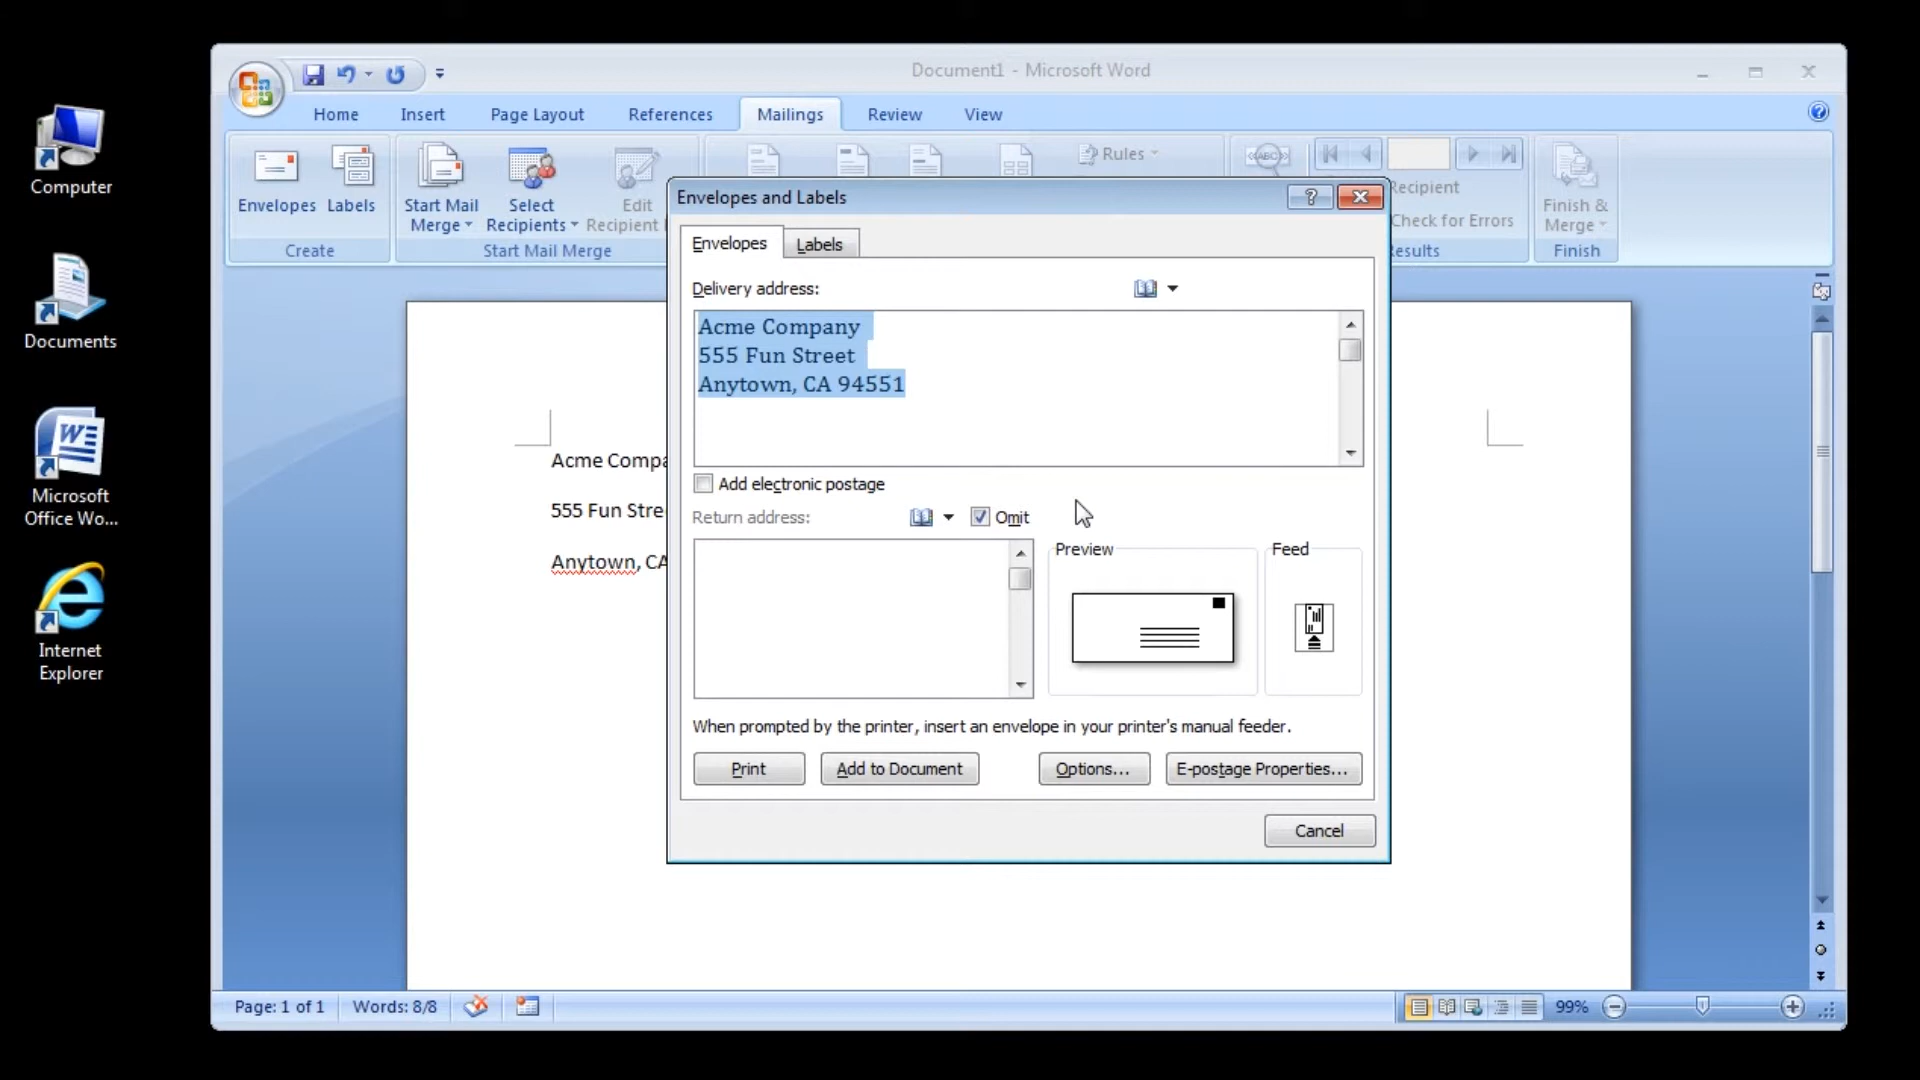 Document1 - Microsoft Word
Home Insert Page Layout References Mailings Review View
Computer
Documents
Microsoft
Office Wo...
Internet
Explorer
Envelopes Labels
Create
Start Mail
Merge
Select
Recipients
Edit
Recipient
Start Mail Merge
Rules
ABC
Recipient
Check for Errors
Finish &
Merge
Finish
Envelopes and Labels
Envelopes Labels
Delivery address:
Acme Company
555 Fun Street
Anytown, CA 94551
Add electronic postage
Return address:
Omit
Preview
Feed
When prompted by the printer, insert an envelope in your printer's manual feeder.
Print Add to Document Options... E-postage Properties...
Cancel
Acme Compa
555 Fun Stre
Anytown, CA
Page: 1 of 1 Words: 8/8 99%